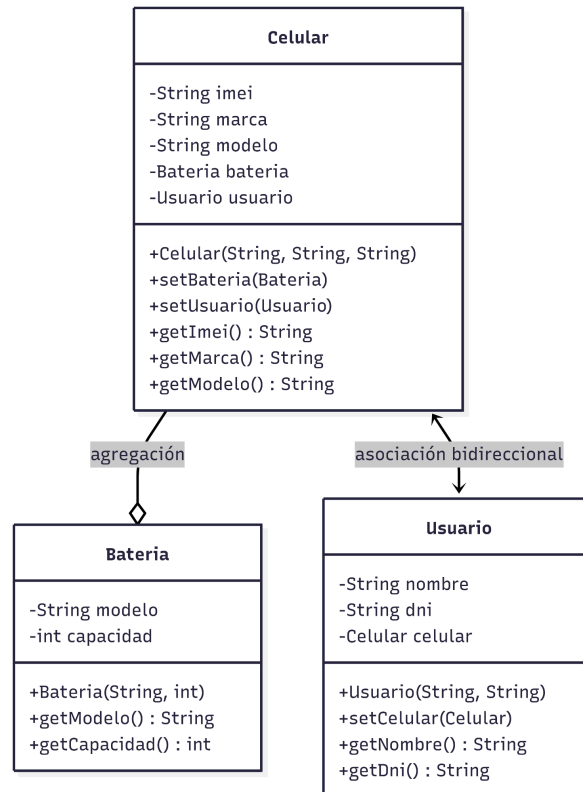 Celular
-String imei
-String marca
-String modelo
-Bateria bateria
-Usuario usuario
+Celular(String, String, String)
+setBateria(Bateria)
+setUsuario(Usuario)
+getImei() : String
+getMarca() : String
+getModelo() : String
agregación
asociación bidireccional
Bateria
-String modelo
-int capacidad
+Bateria(String, int)
+getModelo() : String
+getCapacidad() : int
Usuario
-String nombre
-String dni
-Celular celular
+Usuario(String, String)
+setCelular(Celular)
+getNombre() : String
+getDni() : String